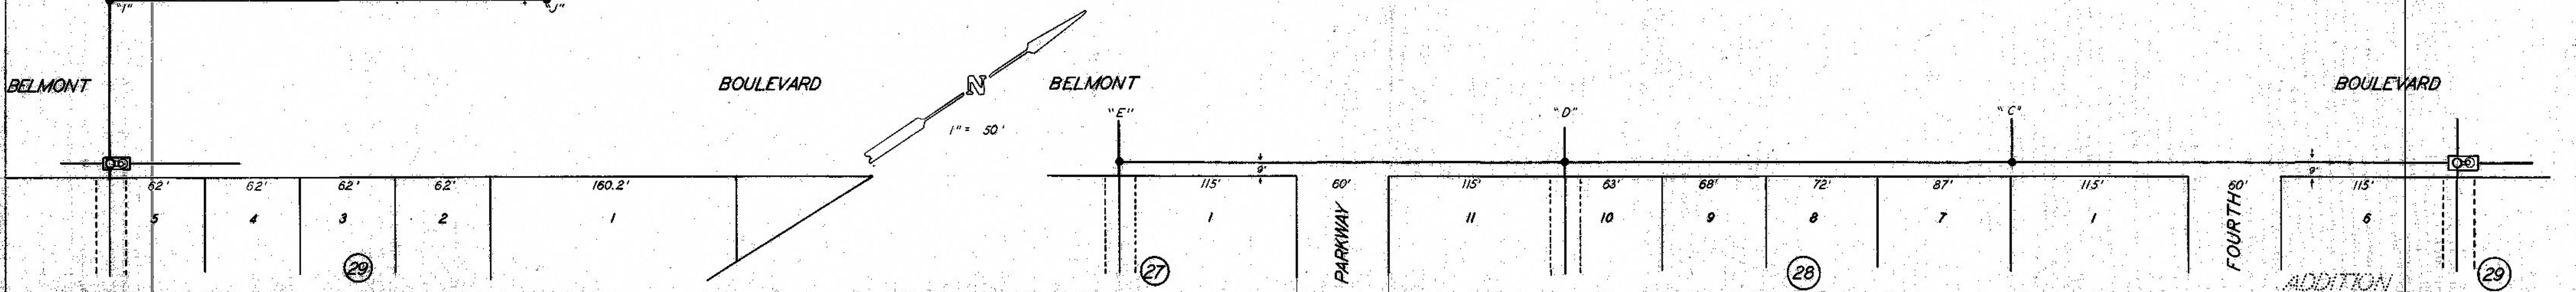 "I"
"J"
BELMONT
BOULEVARD
N
1" = 50'
BELMONT
BOULEVARD
"E"
"D"
"C"
9'
9'
62'
62'
62'
62'
160.2'
115'
60'
115'
63'
68'
72'
87'
115'
60'
115'
5
4
3
2
1
1
PARKWAY
11
10
9
8
7
1
FOURTH
6
29
27
28
ADDITION
29